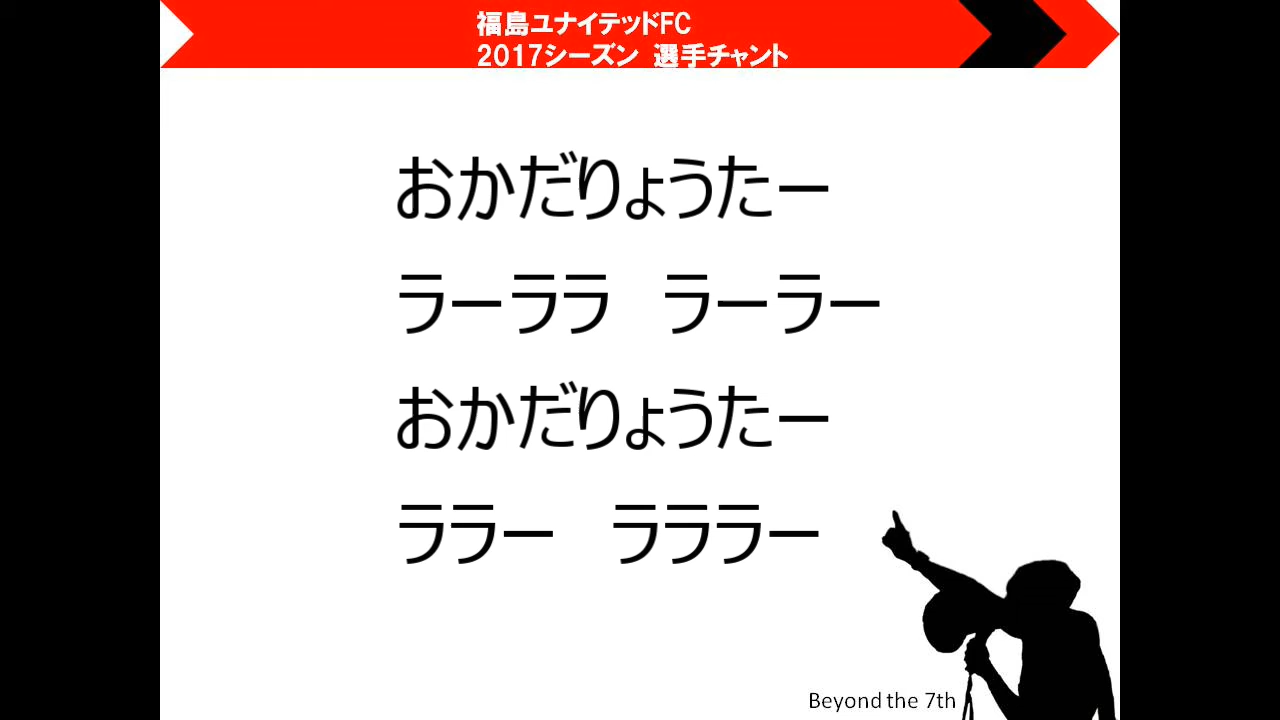 福島ユナイテッドFC
2017シーズン 選手チャント
おかだりょうたー
ラーララ　ラーラー
おかだりょうたー
ララー　ラララー
Beyond the 7th